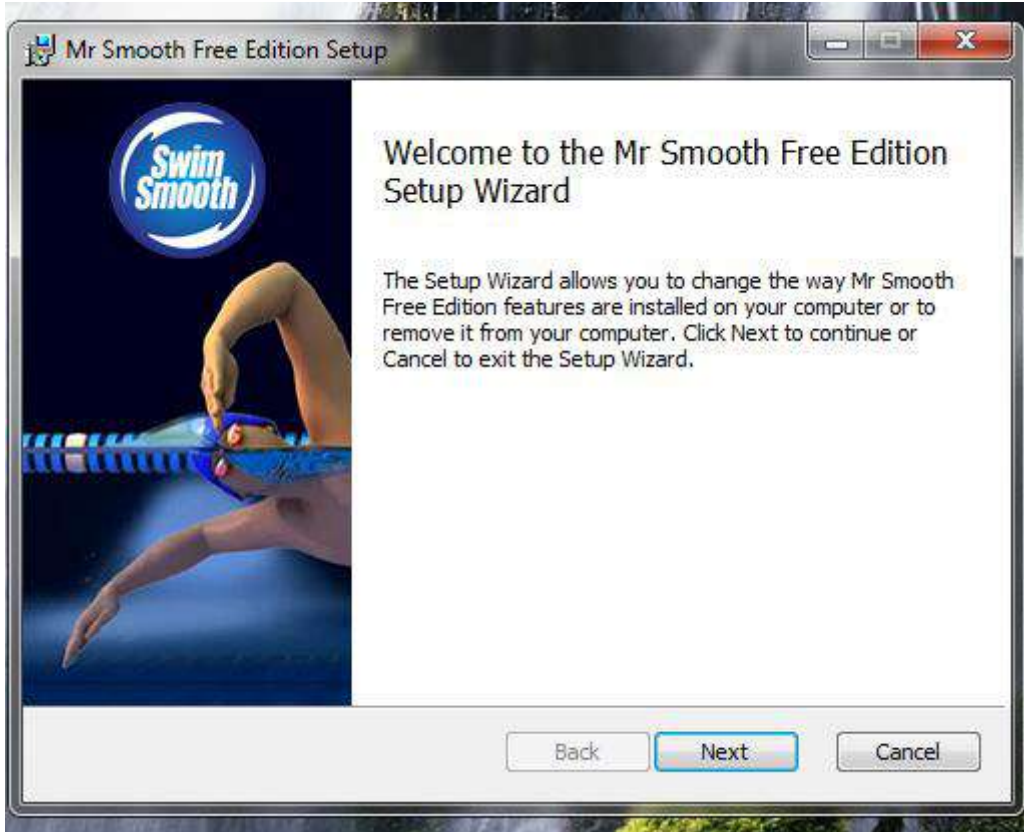 Mr Smooth Free Edition Setup
Swim
Smooth
Welcome to the Mr Smooth Free Edition
Setup Wizard
The Setup Wizard allows you to change the way Mr Smooth
Free Edition features are installed on your computer or to
remove it from your computer. Click Next to continue or
Cancel to exit the Setup Wizard.
Back
Next
Cancel